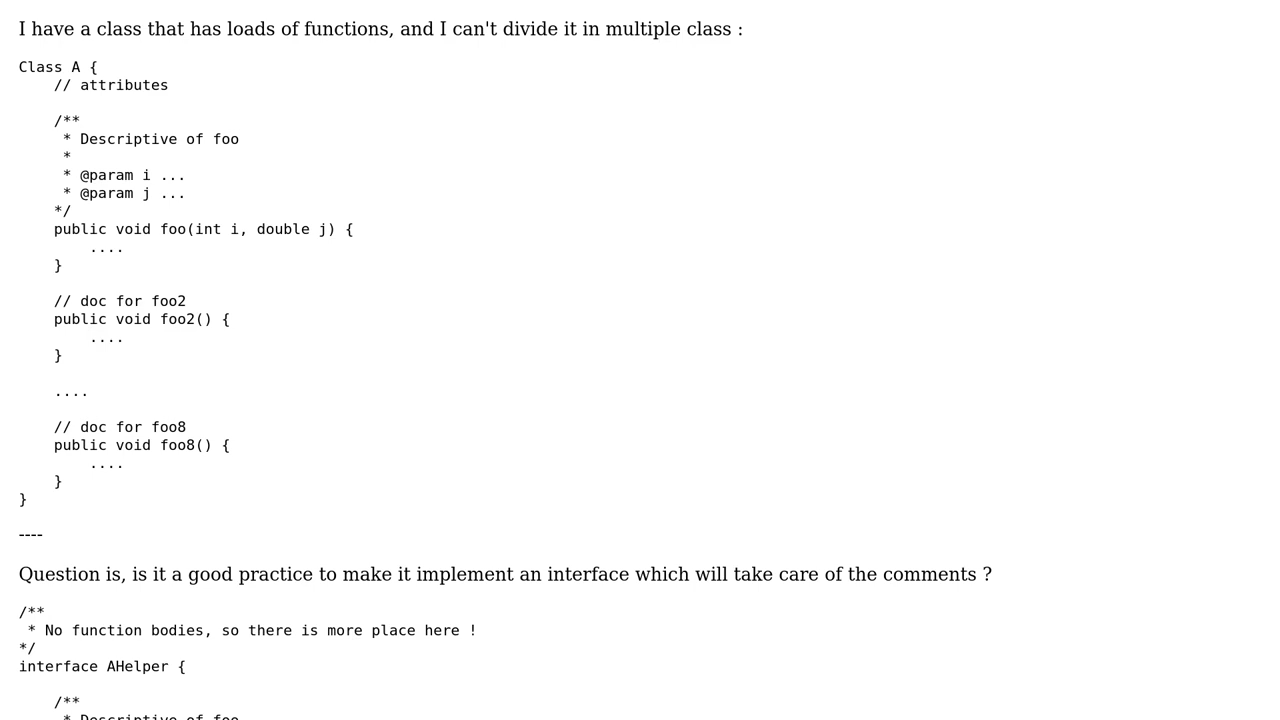 I have a class that has loads of functions, and I can't divide it in multiple class :
Class A {
    // attributes
    /**
     * Descriptive of foo
     *
     * @param i ...
     * @param j ...
    */
    public void foo(int i, double j) {
        ....
    }
    // doc for foo2
    public void foo2() {
        ....
    }
    ....
    // doc for foo8
    public void foo8() {
        ....
    }
}
----
Question is, is it a good practice to make it implement an interface which will take care of the comments ?
/**
 * No function bodies, so there is more place here !
*/
interface AHelper {
    /**
     * Descriptive of foo